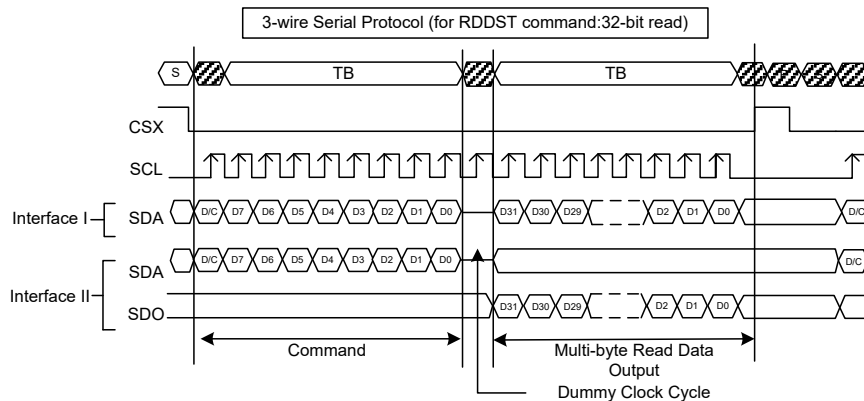 3-wire Serial Protocol (for RDDST command:32-bit read)
S TB TB
CSX
SCL
Interface I SDA D/C D7 D6 D5 D4 D3 D2 D1 D0 D31 D30 D29 D2 D1 D0 D/C
SDA D/C D7 D6 D5 D4 D3 D2 D1 D0 D/C
Interface II
SDO D31 D30 D29 D2 D1 D0
Command Multi-byte Read Data
Output
Dummy Clock Cycle